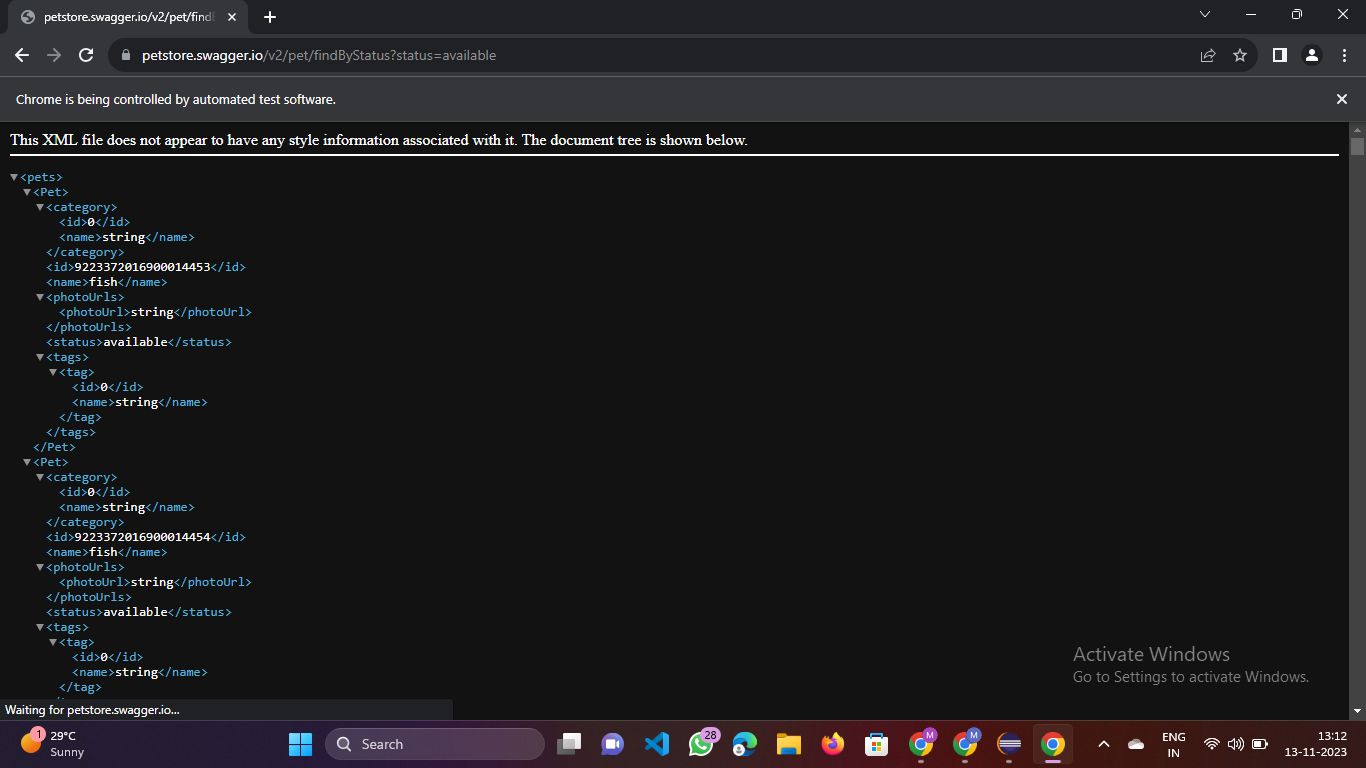 petstore.swagger.io/v2/pet/findB
petstore.swagger.io/v2/pet/findByStatus?status=available
Chrome is being controlled by automated test software.
This XML file does not appear to have any style information associated with it. The document tree is shown below.
<pets>
<Pet>
<category>
<id>0</id>
<name>string</name>
</category>
<id>9223372016900014453</id>
<name>fish</name>
<photoUrls>
<photoUrl>string</photoUrl>
</photoUrls>
<status>available</status>
<tags>
<tag>
<id>0</id>
<name>string</name>
</tag>
</tags>
</Pet>
<Pet>
<category>
<id>0</id>
<name>string</name>
</category>
<id>9223372016900014454</id>
<name>fish</name>
<photoUrls>
<photoUrl>string</photoUrl>
</photoUrls>
<status>available</status>
<tags>
<tag>
<id>0</id>
<name>string</name>
</tag>
Activate Windows
Go to Settings to activate Windows.
Waiting for petstore.swagger.io...
1
29°C
Sunny
Search
28
M
M
ENG
IN
13:12
13-11-2023